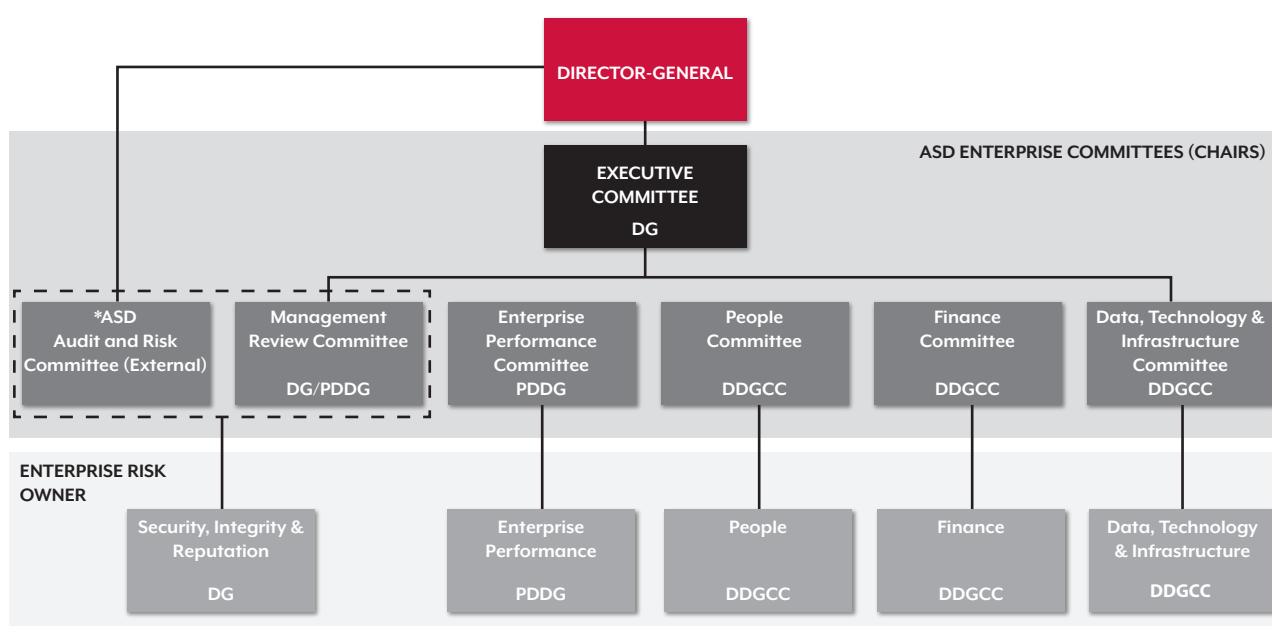 DIRECTOR-GENERAL
ASD ENTERPRISE COMMITTEES (CHAIRS)
EXECUTIVE
COMMITTEE
DG
*ASD
Audit and Risk
Committee (External)
Management
Review Committee
DG/PDDG
Enterprise
Performance
Committee
PDDG
People
Committee
DDGCC
Finance
Committee
DDGCC
Data, Technology &
Infrastructure
Committee
DDGCC
ENTERPRISE RISK
OWNER
Security, Integrity &
Reputation
DG
Enterprise
Performance
PDDG
People
DDGCC
Finance
DDGCC
Data, Technology
& Infrastructure
DDGCC